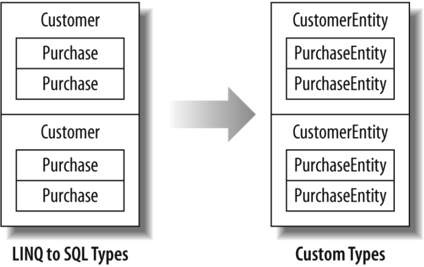 Customer
Purchase
Purchase
Customer
Purchase
Purchase
LINQ to SQL Types
CustomerEntity
PurchaseEntity
PurchaseEntity
CustomerEntity
PurchaseEntity
PurchaseEntity
Custom Types